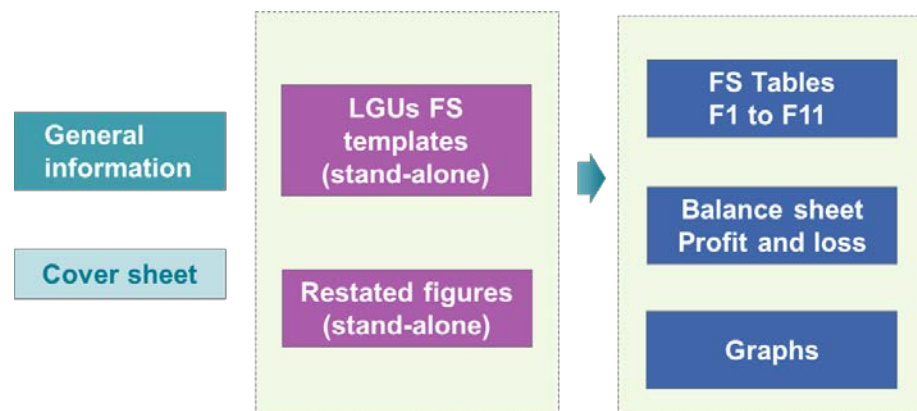 General
information
Cover sheet
LGUs FS
templates
(stand-alone)
Restated figures
(stand-alone)
FS Tables
F1 to F11
Balance sheet
Profit and loss
Graphs